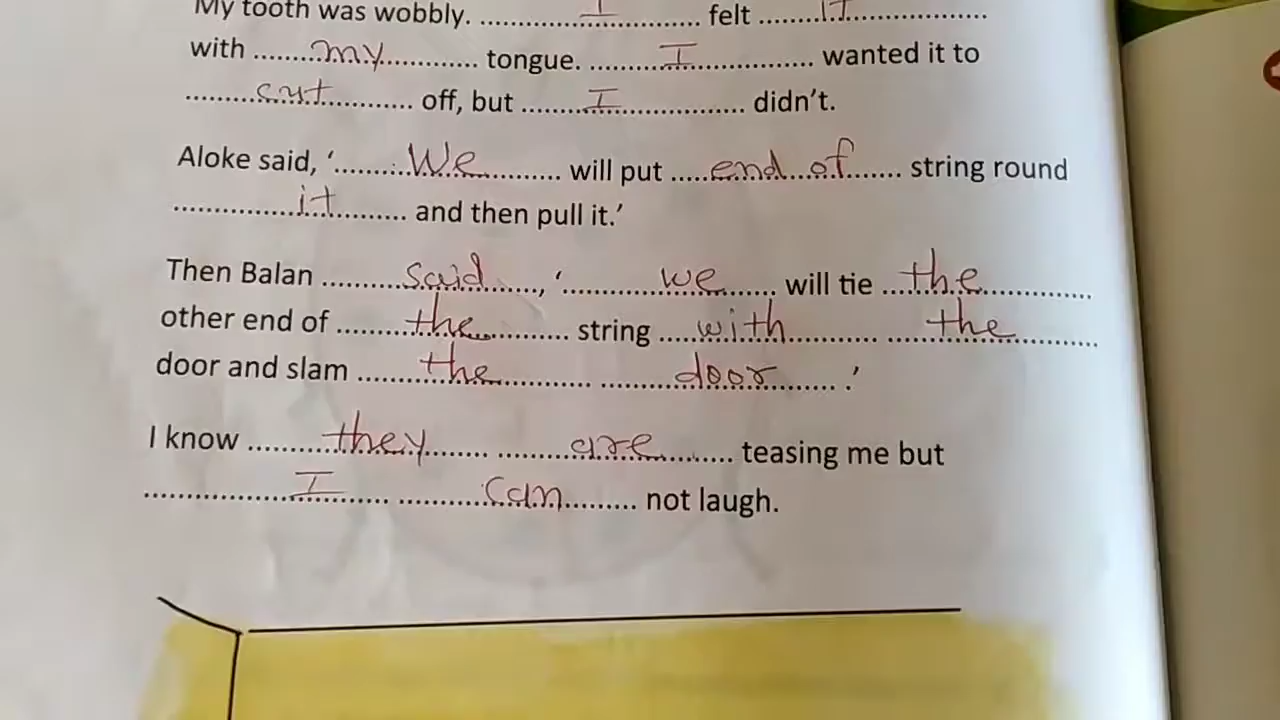 My tooth was wobbly. .......... I .......... felt .......... it ..........
with .......... my .......... tongue. .......... I .......... wanted it to
.......... cut .......... off, but .......... I .......... didn't.
Aloke said, '.......... We .......... will put .......... end of .......... string round
.......... it .......... and then pull it.'
Then Balan .......... said .........., '.......... we .......... will tie .......... the ..........
other end of .......... the .......... string .......... with .......... .......... the ..........
door and slam .......... the .......... .......... door .......... .'
I know .......... they .......... .......... are .......... teasing me but
.......... I .......... .......... can .......... not laugh.